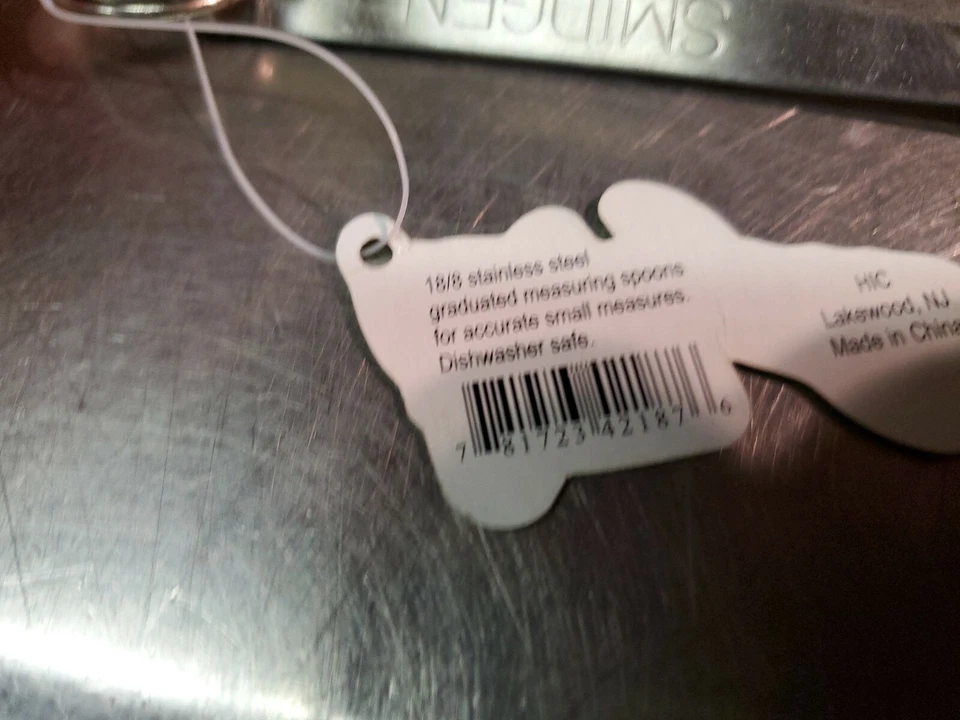 SMIDGEN
18/8 stainless steel
graduated measuring spoons
for accurate small measures.
Dishwasher safe.
7 81723 42187 6
HIC
Lakewood, NJ
Made in China